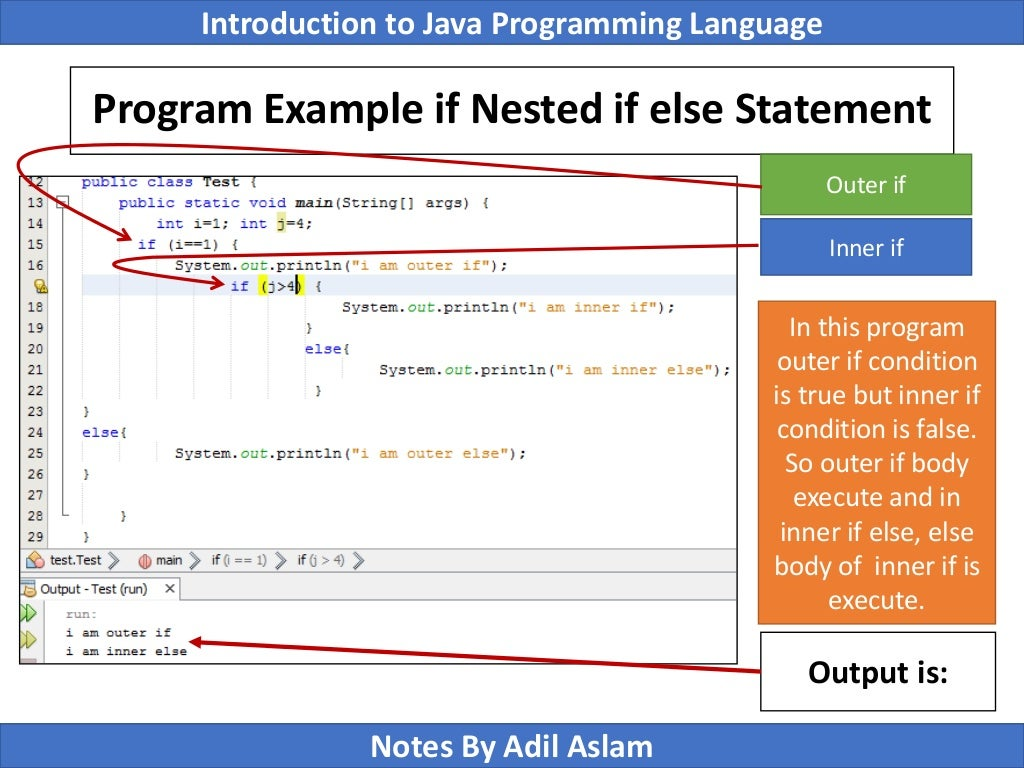 Introduction to Java Programming Language
Program Example if Nested if else Statement
12 public class Test {
13 public static void main(String[] args) {
14 int i=1; int j=4;
15 if (i==1) {
16 System.out.println("i am outer if");
if (j>4) {
18 System.out.println("i am inner if");
19 }
20 else{
21 System.out.println("i am inner else");
22 }
23 }
24 else{
25 System.out.println("i am outer else");
26 }
27
28 }
29 }
test.Test main if (i == 1) if (j > 4)
Output - Test (run)
run:
i am outer if
i am inner else
Outer if
Inner if
In this program
outer if condition
is true but inner if
condition is false.
So outer if body
execute and in
inner if else, else
body of inner if is
execute.
Output is:
Notes By Adil Aslam